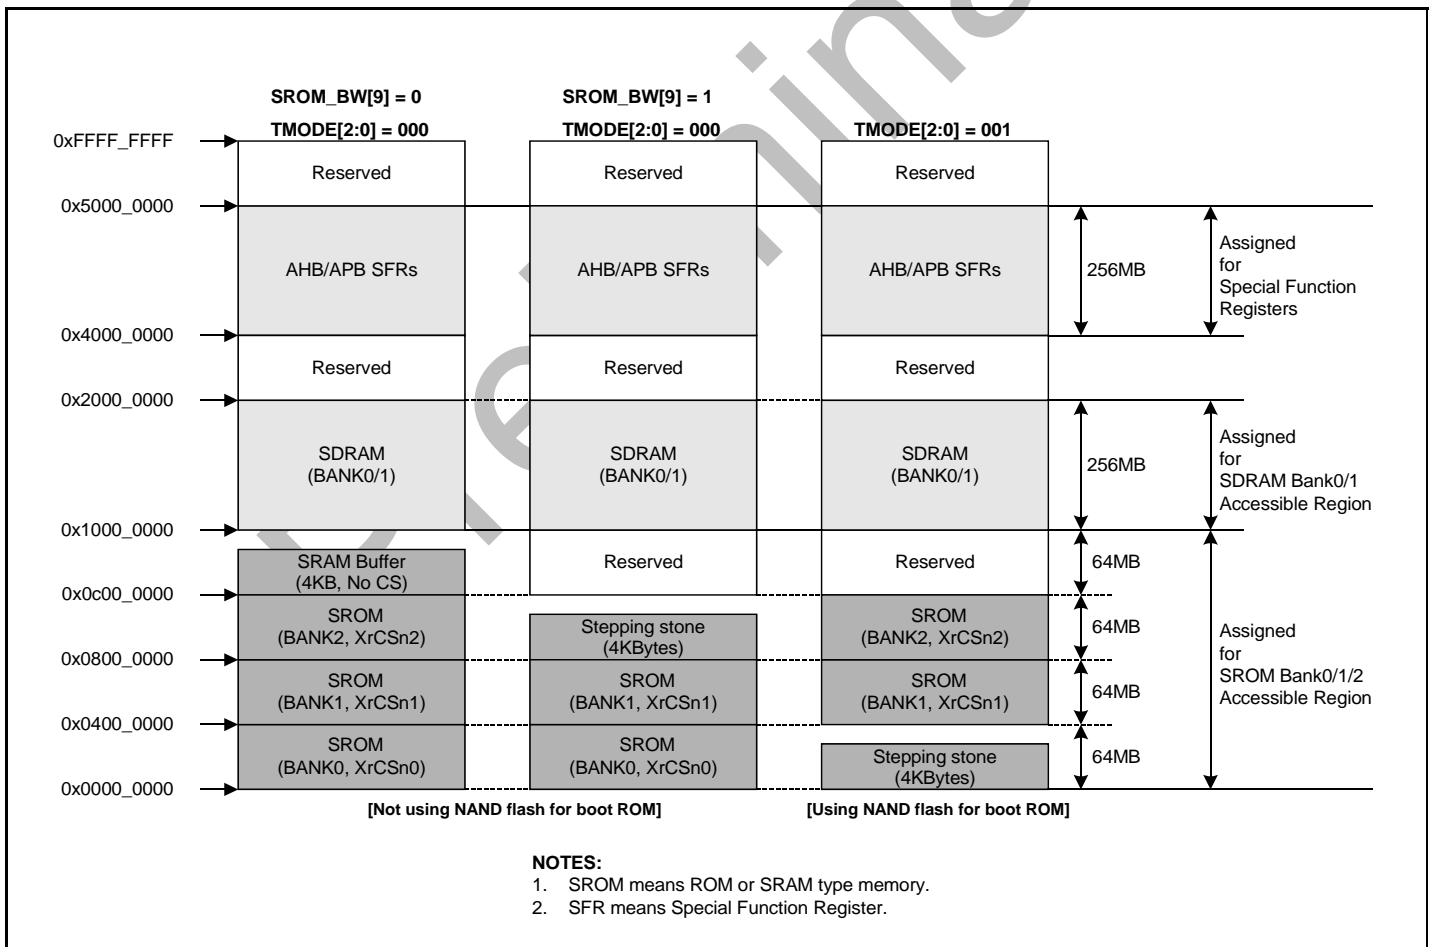 SROM_BW[9] = 0
SROM_BW[9] = 1
TMODE[2:0] = 000
TMODE[2:0] = 000
TMODE[2:0] = 001
0xFFFF_FFFF
Reserved
Reserved
Reserved
0x5000_0000
AHB/APB SFRs
AHB/APB SFRs
AHB/APB SFRs
256MB
Assigned
for
Special Function
Registers
0x4000_0000
Reserved
Reserved
Reserved
0x2000_0000
SDRAM
(BANK0/1)
SDRAM
(BANK0/1)
SDRAM
(BANK0/1)
256MB
Assigned
for
SDRAM Bank0/1
Accessible Region
0x1000_0000
SRAM Buffer
(4KB, No CS)
Reserved
Reserved
64MB
0x0c00_0000
SROM
(BANK2, XrCSn2)
Stepping stone
(4KBytes)
SROM
(BANK2, XrCSn2)
64MB
Assigned
for
SROM Bank0/1/2
Accessible Region
0x0800_0000
SROM
(BANK1, XrCSn1)
SROM
(BANK1, XrCSn1)
SROM
(BANK1, XrCSn1)
64MB
0x0400_0000
SROM
(BANK0, XrCSn0)
SROM
(BANK0, XrCSn0)
Stepping stone
(4KBytes)
64MB
0x0000_0000
[Not using NAND flash for boot ROM]
[Using NAND flash for boot ROM]
NOTES:
1. SROM means ROM or SRAM type memory.
2. SFR means Special Function Register.